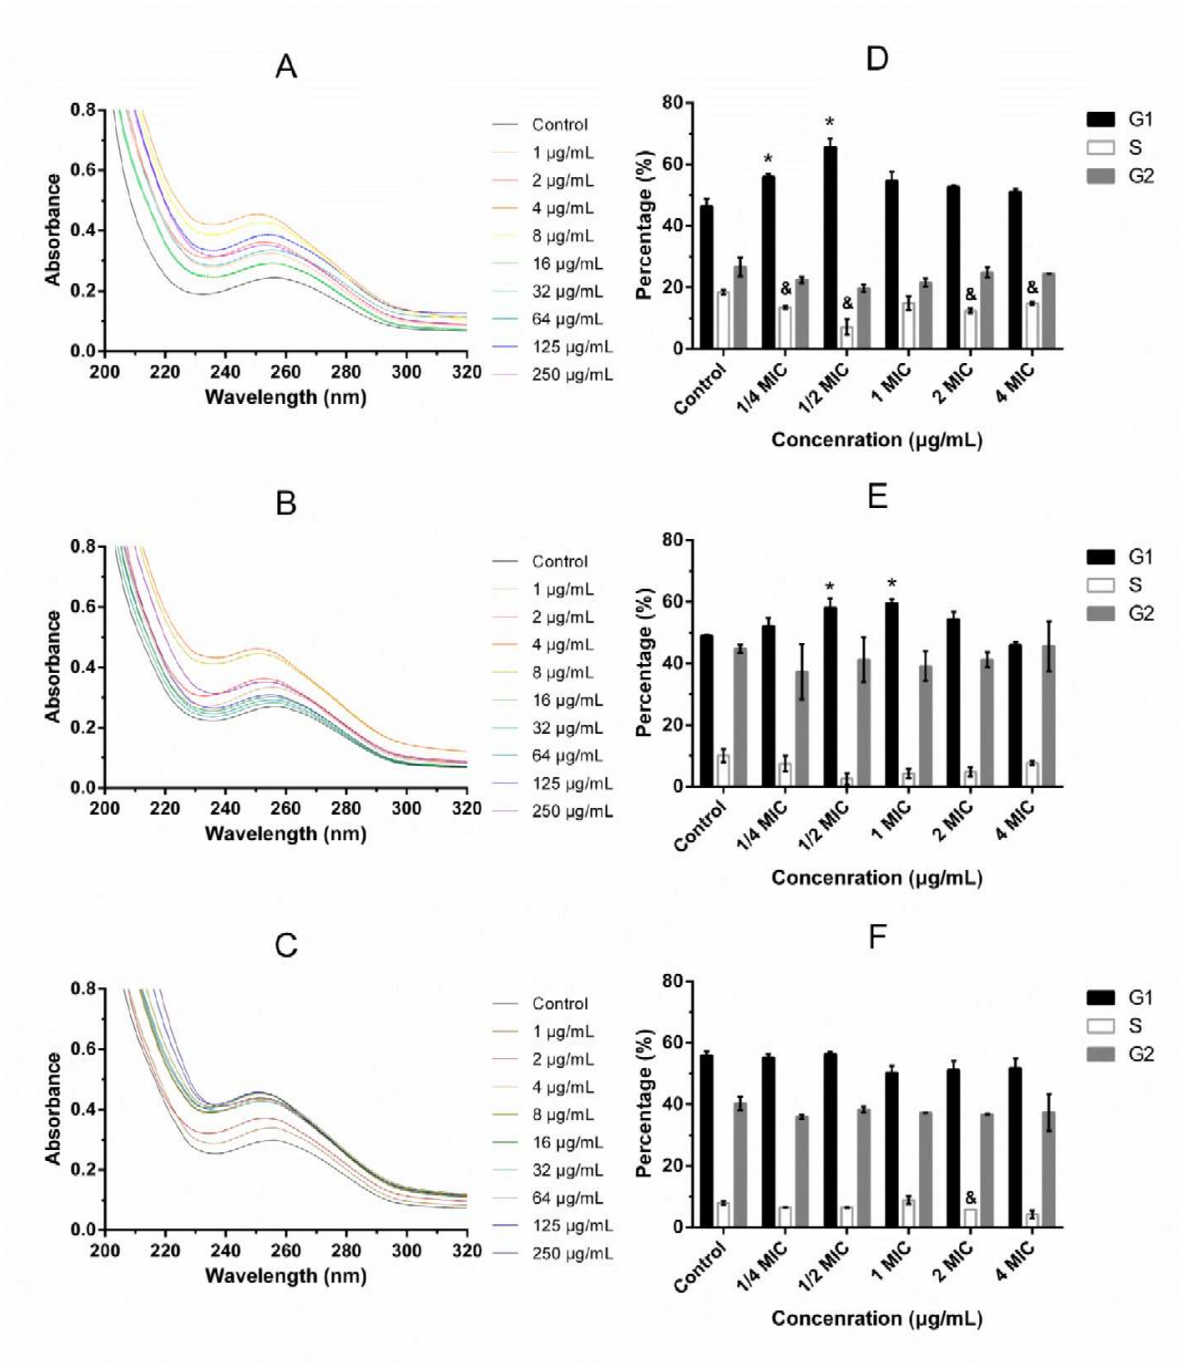 A
0.8
0.6
0.4
0.2
0.0
Absorbance
200 220 240 260 280 300 320
Wavelength (nm)
Control
1 µg/mL
2 µg/mL
4 µg/mL
8 µg/mL
16 µg/mL
32 µg/mL
64 µg/mL
125 µg/mL
250 µg/mL
D
80
60
40
20
0
Percentage (%)
* *
& & & &
Control 1/4 MIC 1/2 MIC 1 MIC 2 MIC 4 MIC
Concenration (µg/mL)
G1
S
G2
B
0.8
0.6
0.4
0.2
0.0
Absorbance
200 220 240 260 280 300 320
Wavelength (nm)
Control
1 µg/mL
2 µg/mL
4 µg/mL
8 µg/mL
16 µg/mL
32 µg/mL
64 µg/mL
125 µg/mL
250 µg/mL
E
80
60
40
20
0
Percentage (%)
* *
Control 1/4 MIC 1/2 MIC 1 MIC 2 MIC 4 MIC
Concenration (µg/mL)
G1
S
G2
C
0.8
0.6
0.4
0.2
0.0
Absorbance
200 220 240 260 280 300 320
Wavelength (nm)
Control
1 µg/mL
2 µg/mL
4 µg/mL
8 µg/mL
16 µg/mL
32 µg/mL
64 µg/mL
125 µg/mL
250 µg/mL
F
80
60
40
20
0
Percentage (%)
&
Control 1/4 MIC 1/2 MIC 1 MIC 2 MIC 4 MIC
Concenration (µg/mL)
G1
S
G2